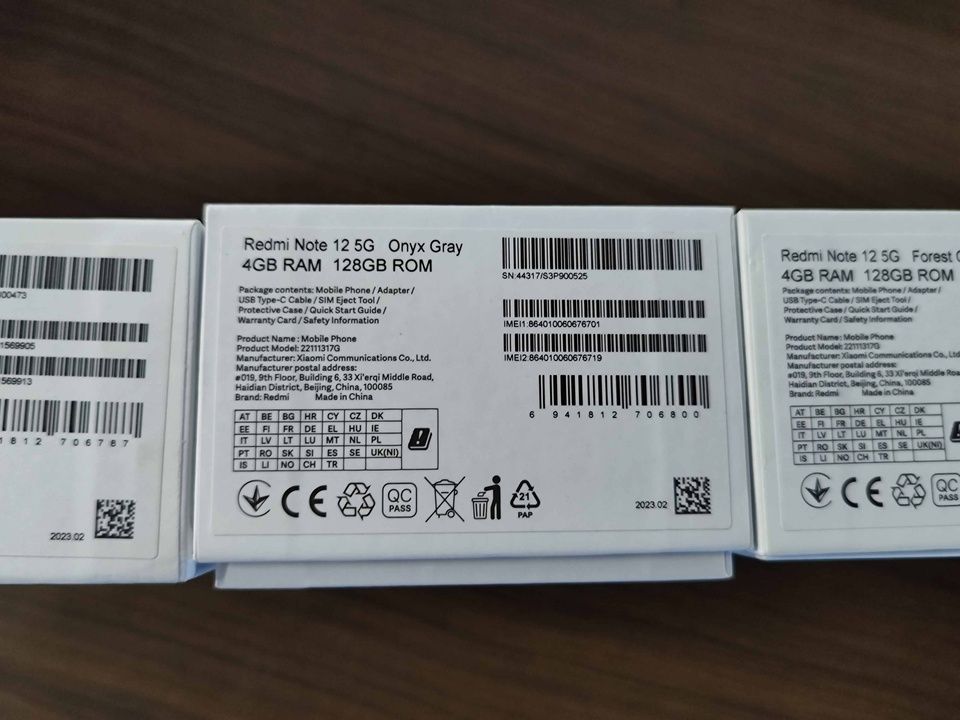 00473
1569905
1569913
1812 706787
2023.02
Redmi Note 12 5G Onyx Gray
4GB RAM 128GB ROM
Package contents: Mobile Phone / Adapter /
USB Type-C Cable / SIM Eject Tool /
Protective Case / Quick Start Guide /
Warranty Card / Safety Information
Product Name : Mobile Phone
Product Model: 22111317G
Manufacturer: Xiaomi Communications Co., Ltd.
Address:
#019, 9th Floor, Building 6, 33 Xi'erqi Middle Road,
Haidian District, Beijing, China, 100085
Brand: Redmi Made in China
AT BE BG HR CY CZ DK
EE FI FR DE EL HU IE
IT LV LT LU MT NL PL
PT RO SK SI ES SE UK(NI)
IS LI NO CH TR
CE
QC
PASS
21
PAP
SN:44317/S3P900525
IMEI1:864010060676701
IMEI2:864010060676719
6 941812 706800
2023.02
Redmi Note 12 5G Forest
4GB RAM 128GB ROM
Package contents: Mobile Phone / Adapter /
USB Type-C Cable / SIM Eject Tool /
Protective Case / Quick Start Guide /
Warranty Card / Safety Information
Product Name : Mobile Phone
Product Model: 22111317G
Manufacturer: Xiaomi Communications Co., Ltd
Address:
#019, 9th Floor, Building 6, 33 Xi'erqi Middle Road,
Haidian District, Beijing, China, 100085
Brand: Redmi Made in China
AT BE BG HR CY CZ DK
EE FI FR DE EL HU IE
IT LV LT LU MT NL PL
PT RO SK SI ES SE UK(NI)
IS LI NO CH TR
CE
QC
PASS